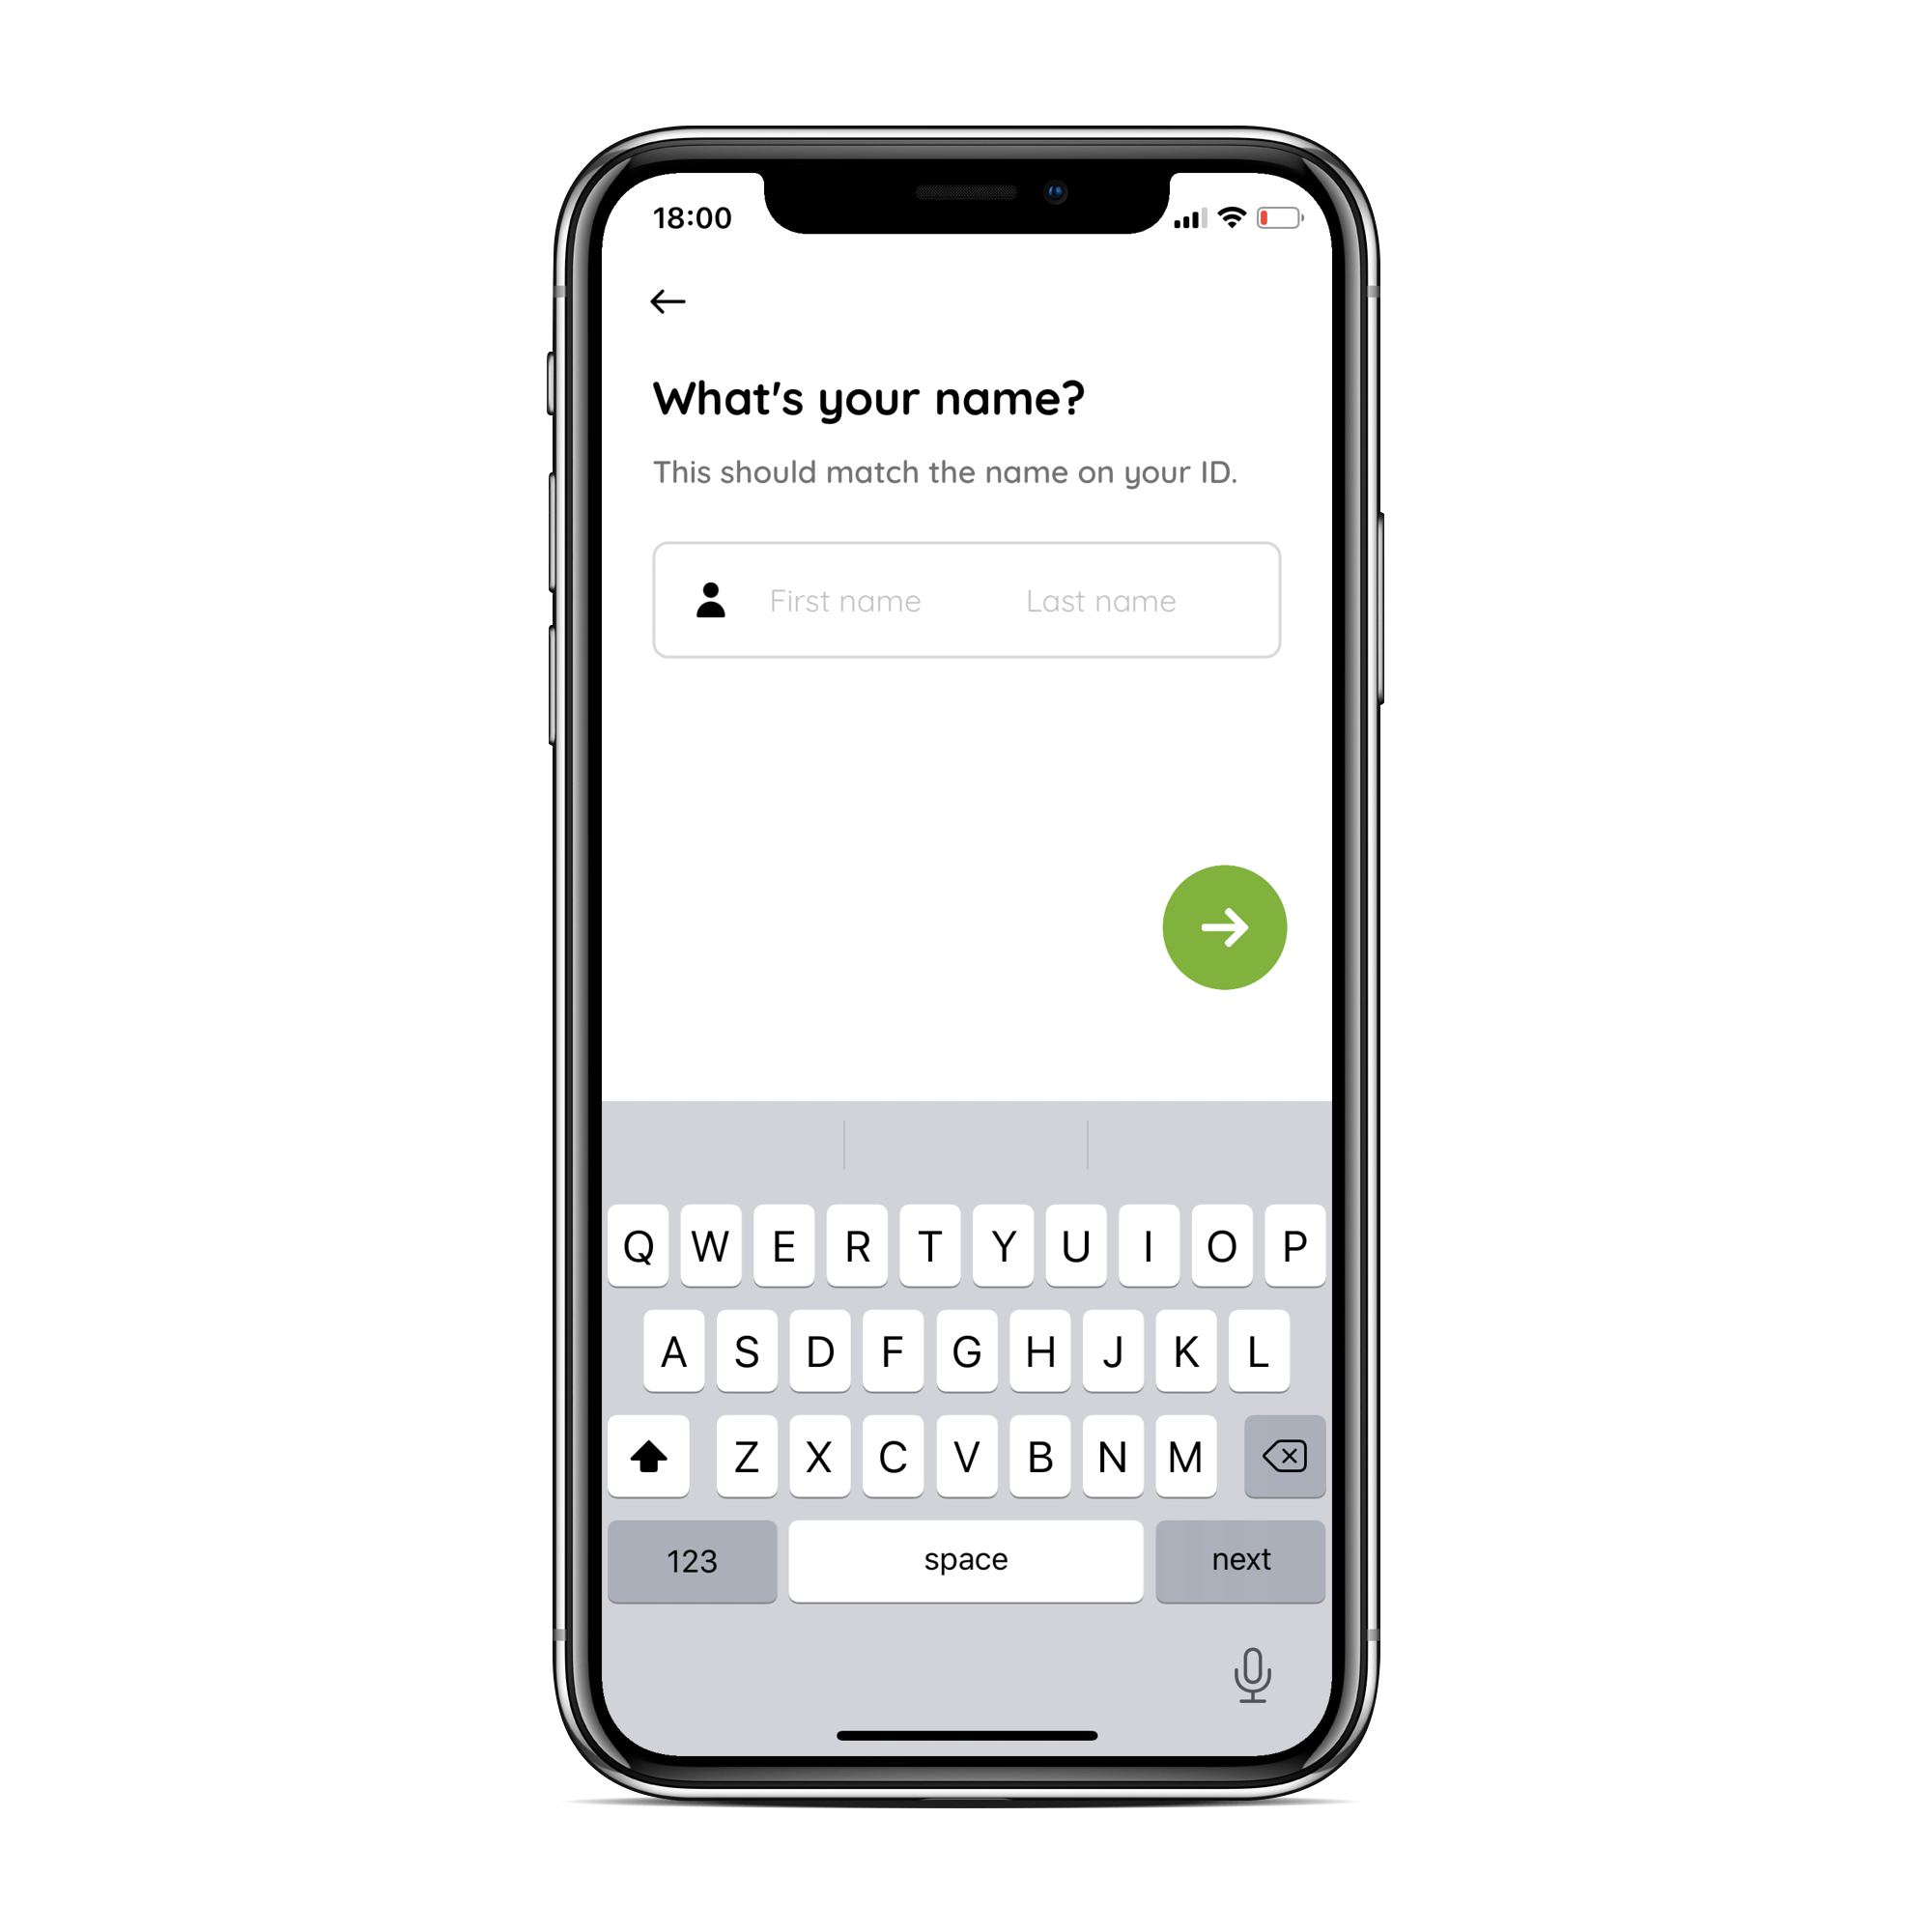 18:00
What's your name?
This should match the name on your ID.
First name Last name
Q W E R T Y U I O P
A S D F G H J K L
Z X C V B N M
123 space next